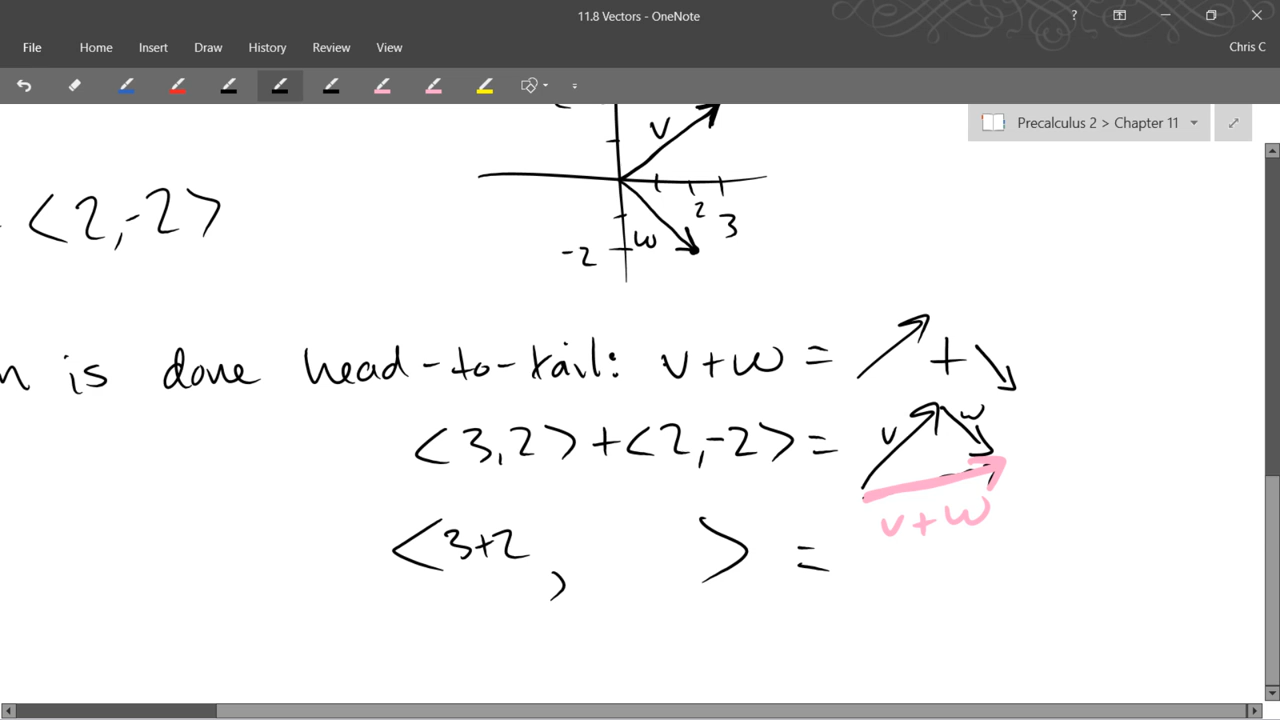 11.8 Vectors - OneNote
?
File Home Insert Draw History Review View
Chris C
Precalculus 2 > Chapter 11
v
<2,-2>
2
3
-2
w
n is done head-to-tail: v+w = +
<3,2>+<2,-2>=
v w
v+w
<3+2, > =